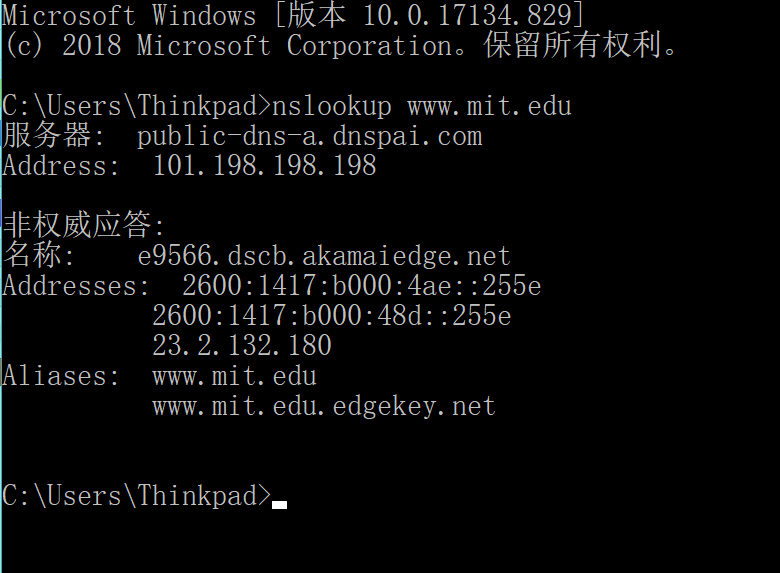 Microsoft Windows [版本 10.0.17134.829]
(c) 2018 Microsoft Corporation。保留所有权利。
C:\Users\Thinkpad>nslookup www.mit.edu
服务器:  public-dns-a.dnspai.com
Address:  101.198.198.198
非权威应答:
名称:    e9566.dscb.akamaiedge.net
Addresses:  2600:1417:b000:4ae::255e
2600:1417:b000:48d::255e
23.2.132.180
Aliases:  www.mit.edu
www.mit.edu.edgekey.net
C:\Users\Thinkpad>